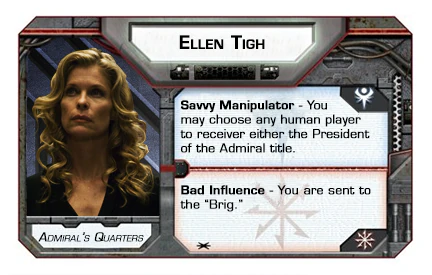 ELLEN TIGH
Savvy Manipulator - You
may choose any human player
to receiver either the President
of the Admiral title.
Bad Influence - You are sent to
the “Brig.”
ADMIRAL'S QUARTERS